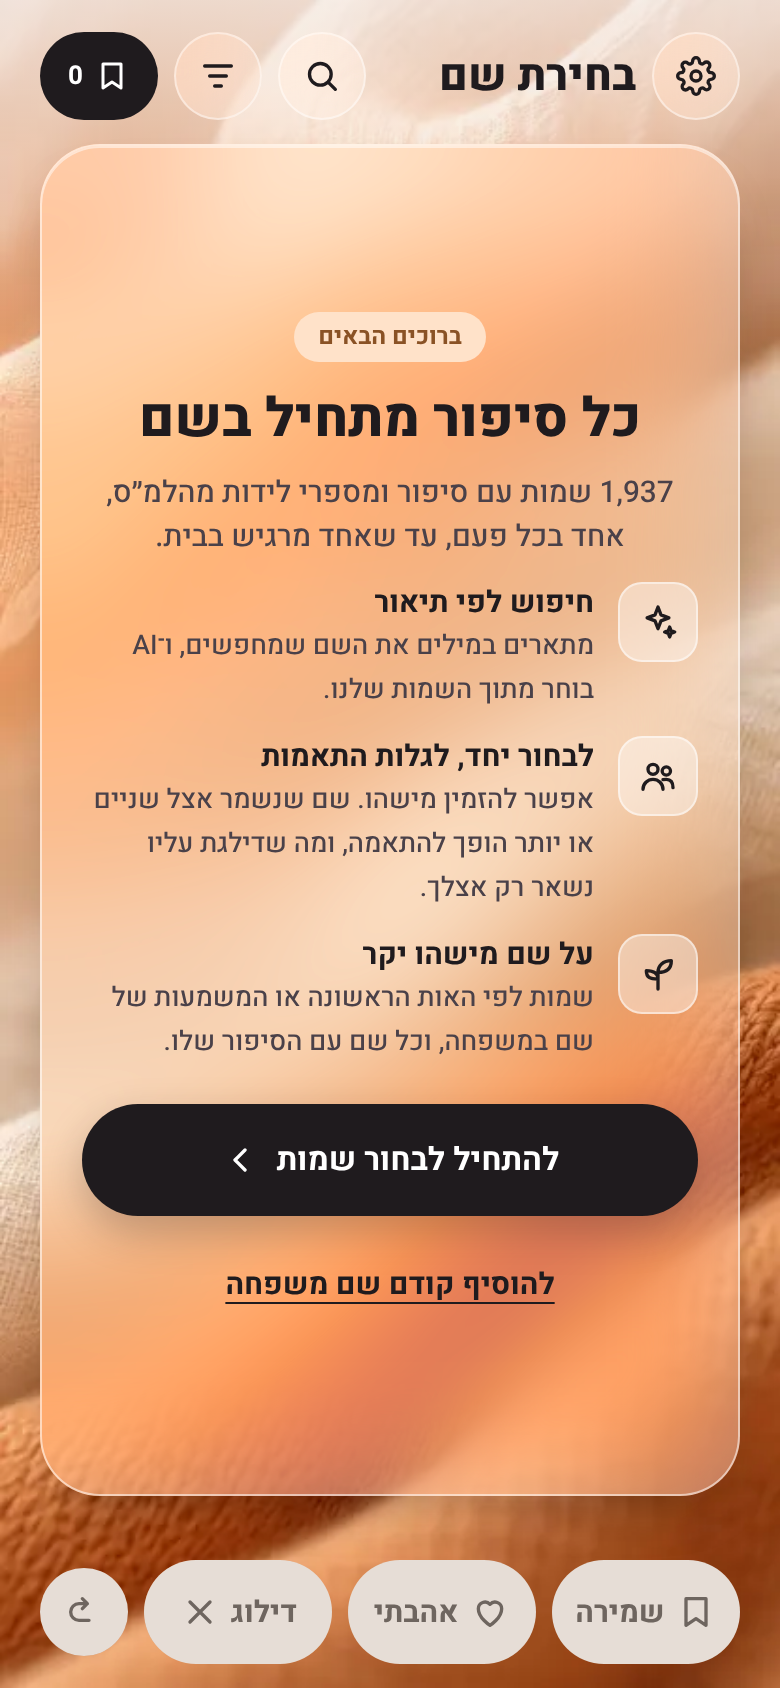 בחירת שם
0
ברוכים הבאים
כל סיפור מתחיל בשם
1,937 שמות עם סיפור ומספרי לידות מהלמ״ס,
אחד בכל פעם, עד שאחד מרגיש בבית.
חיפוש לפי תיאור
מתארים במילים את השם שמחפשים, ו־AI
בוחר מתוך השמות שלנו.
לבחור יחד, לגלות התאמות
אפשר להזמין מישהו. שם שנשמר אצל שניים
או יותר הופך להתאמה, ומה שדילגת עליו
נשאר רק אצלך.
על שם מישהו יקר
שמות לפי האות הראשונה או המשמעות של
שם במשפחה, וכל שם עם הסיפור שלו.
להתחיל לבחור שמות
להוסיף קודם שם משפחה
שמירה
אהבתי
דילוג